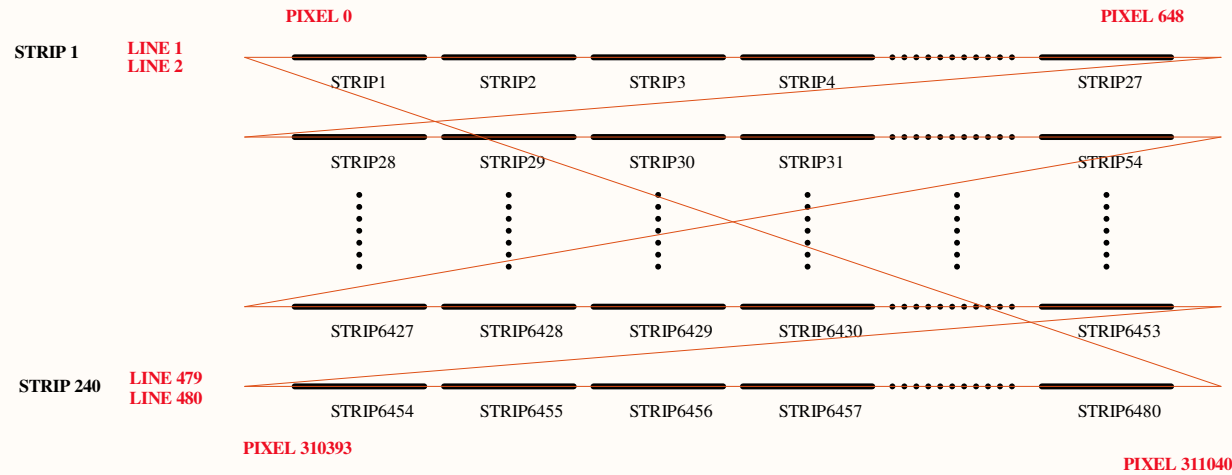 PIXEL 0 PIXEL 648
STRIP 1 LINE 1
LINE 2
STRIP1 STRIP2 STRIP3 STRIP4 STRIP27
STRIP28 STRIP29 STRIP30 STRIP31 STRIP54
STRIP6427 STRIP6428 STRIP6429 STRIP6430 STRIP6453
STRIP 240 LINE 479
LINE 480
STRIP6454 STRIP6455 STRIP6456 STRIP6457 STRIP6480
PIXEL 310393
PIXEL 311040